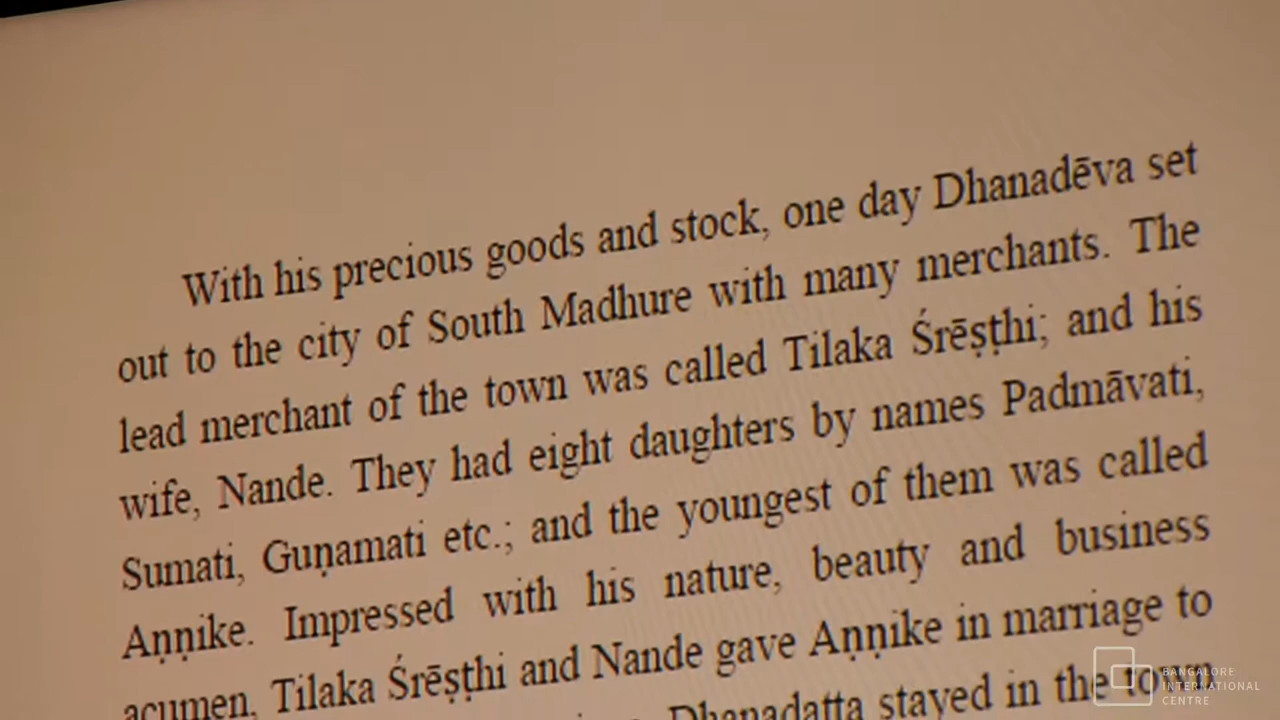 With his precious goods and stock, one day Dhanadēva set
out to the city of South Madhure with many merchants. The
lead merchant of the town was called Tilaka Śrēṣṭhi; and his
wife, Nande. They had eight daughters by names Padmāvati,
Sumati, Guṇamati etc.; and the youngest of them was called
Aṇṇike. Impressed with his nature, beauty and business
acumen, Tilaka Śrēṣṭhi and Nande gave Aṇṇike in marriage to
Dhanadatta stayed in the town
BANGALORE
INTERNATIONAL
CENTRE